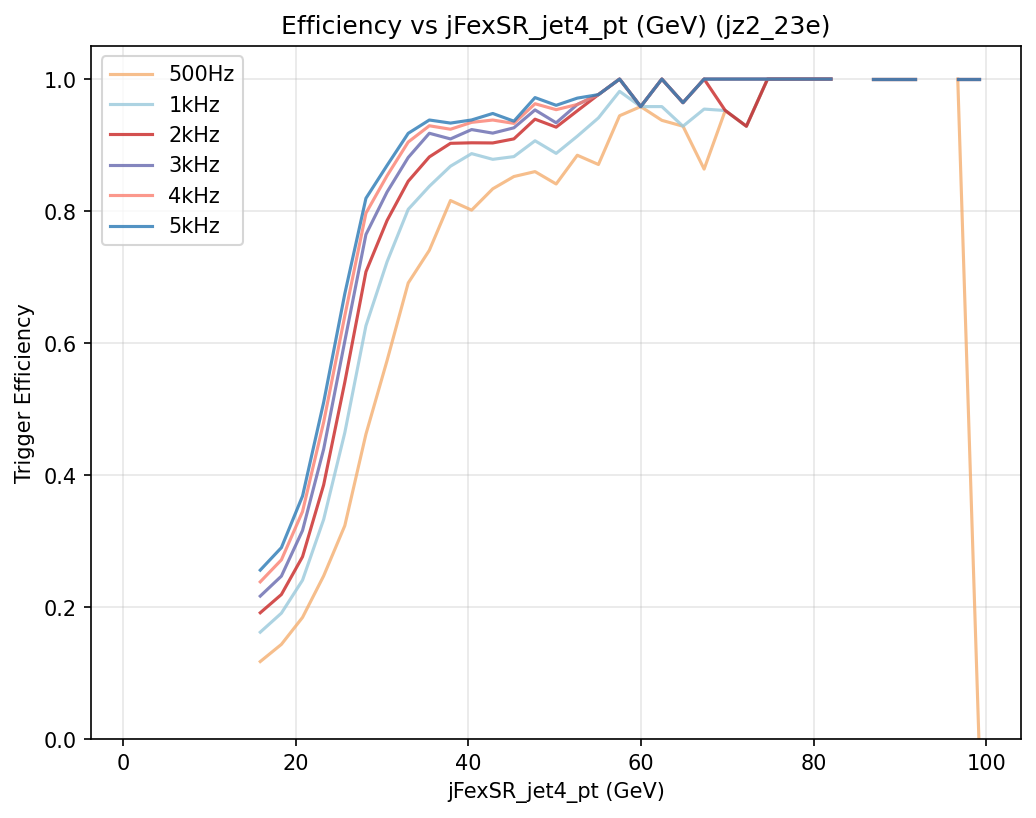 Efficiency vs jFexSR_jet4_pt (GeV) (jz2_23e)
500Hz
1kHz
2kHz
3kHz
4kHz
5kHz
Trigger Efficiency
1.0
0.8
0.6
0.4
0.2
0.0
0 20 40 60 80 100
jFexSR_jet4_pt (GeV)